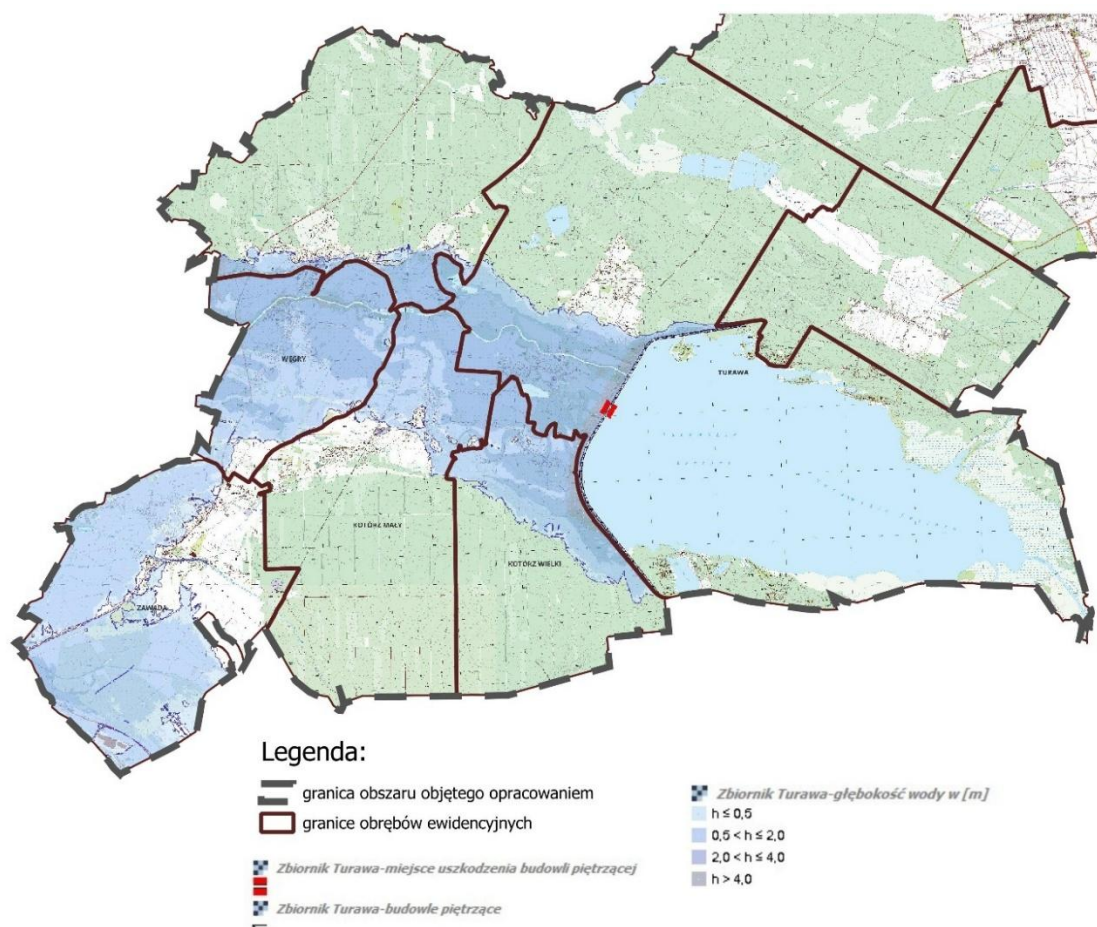 WĘGRY
TURAWA
KOTÓRZ MAŁY
KOTÓRZ WIELKI
ZAWADA
Legenda:
granica obszaru objętego opracowaniem
granice obrębów ewidencyjnych
Zbiornik Turawa-miejsce uszkodzenia budowli piętrzącej
Zbiornik Turawa-budowle piętrzące
Zbiornik Turawa-głębokość wody w [m]
h ≤ 0,5
0,5 < h ≤ 2,0
2,0 < h ≤ 4,0
h > 4,0